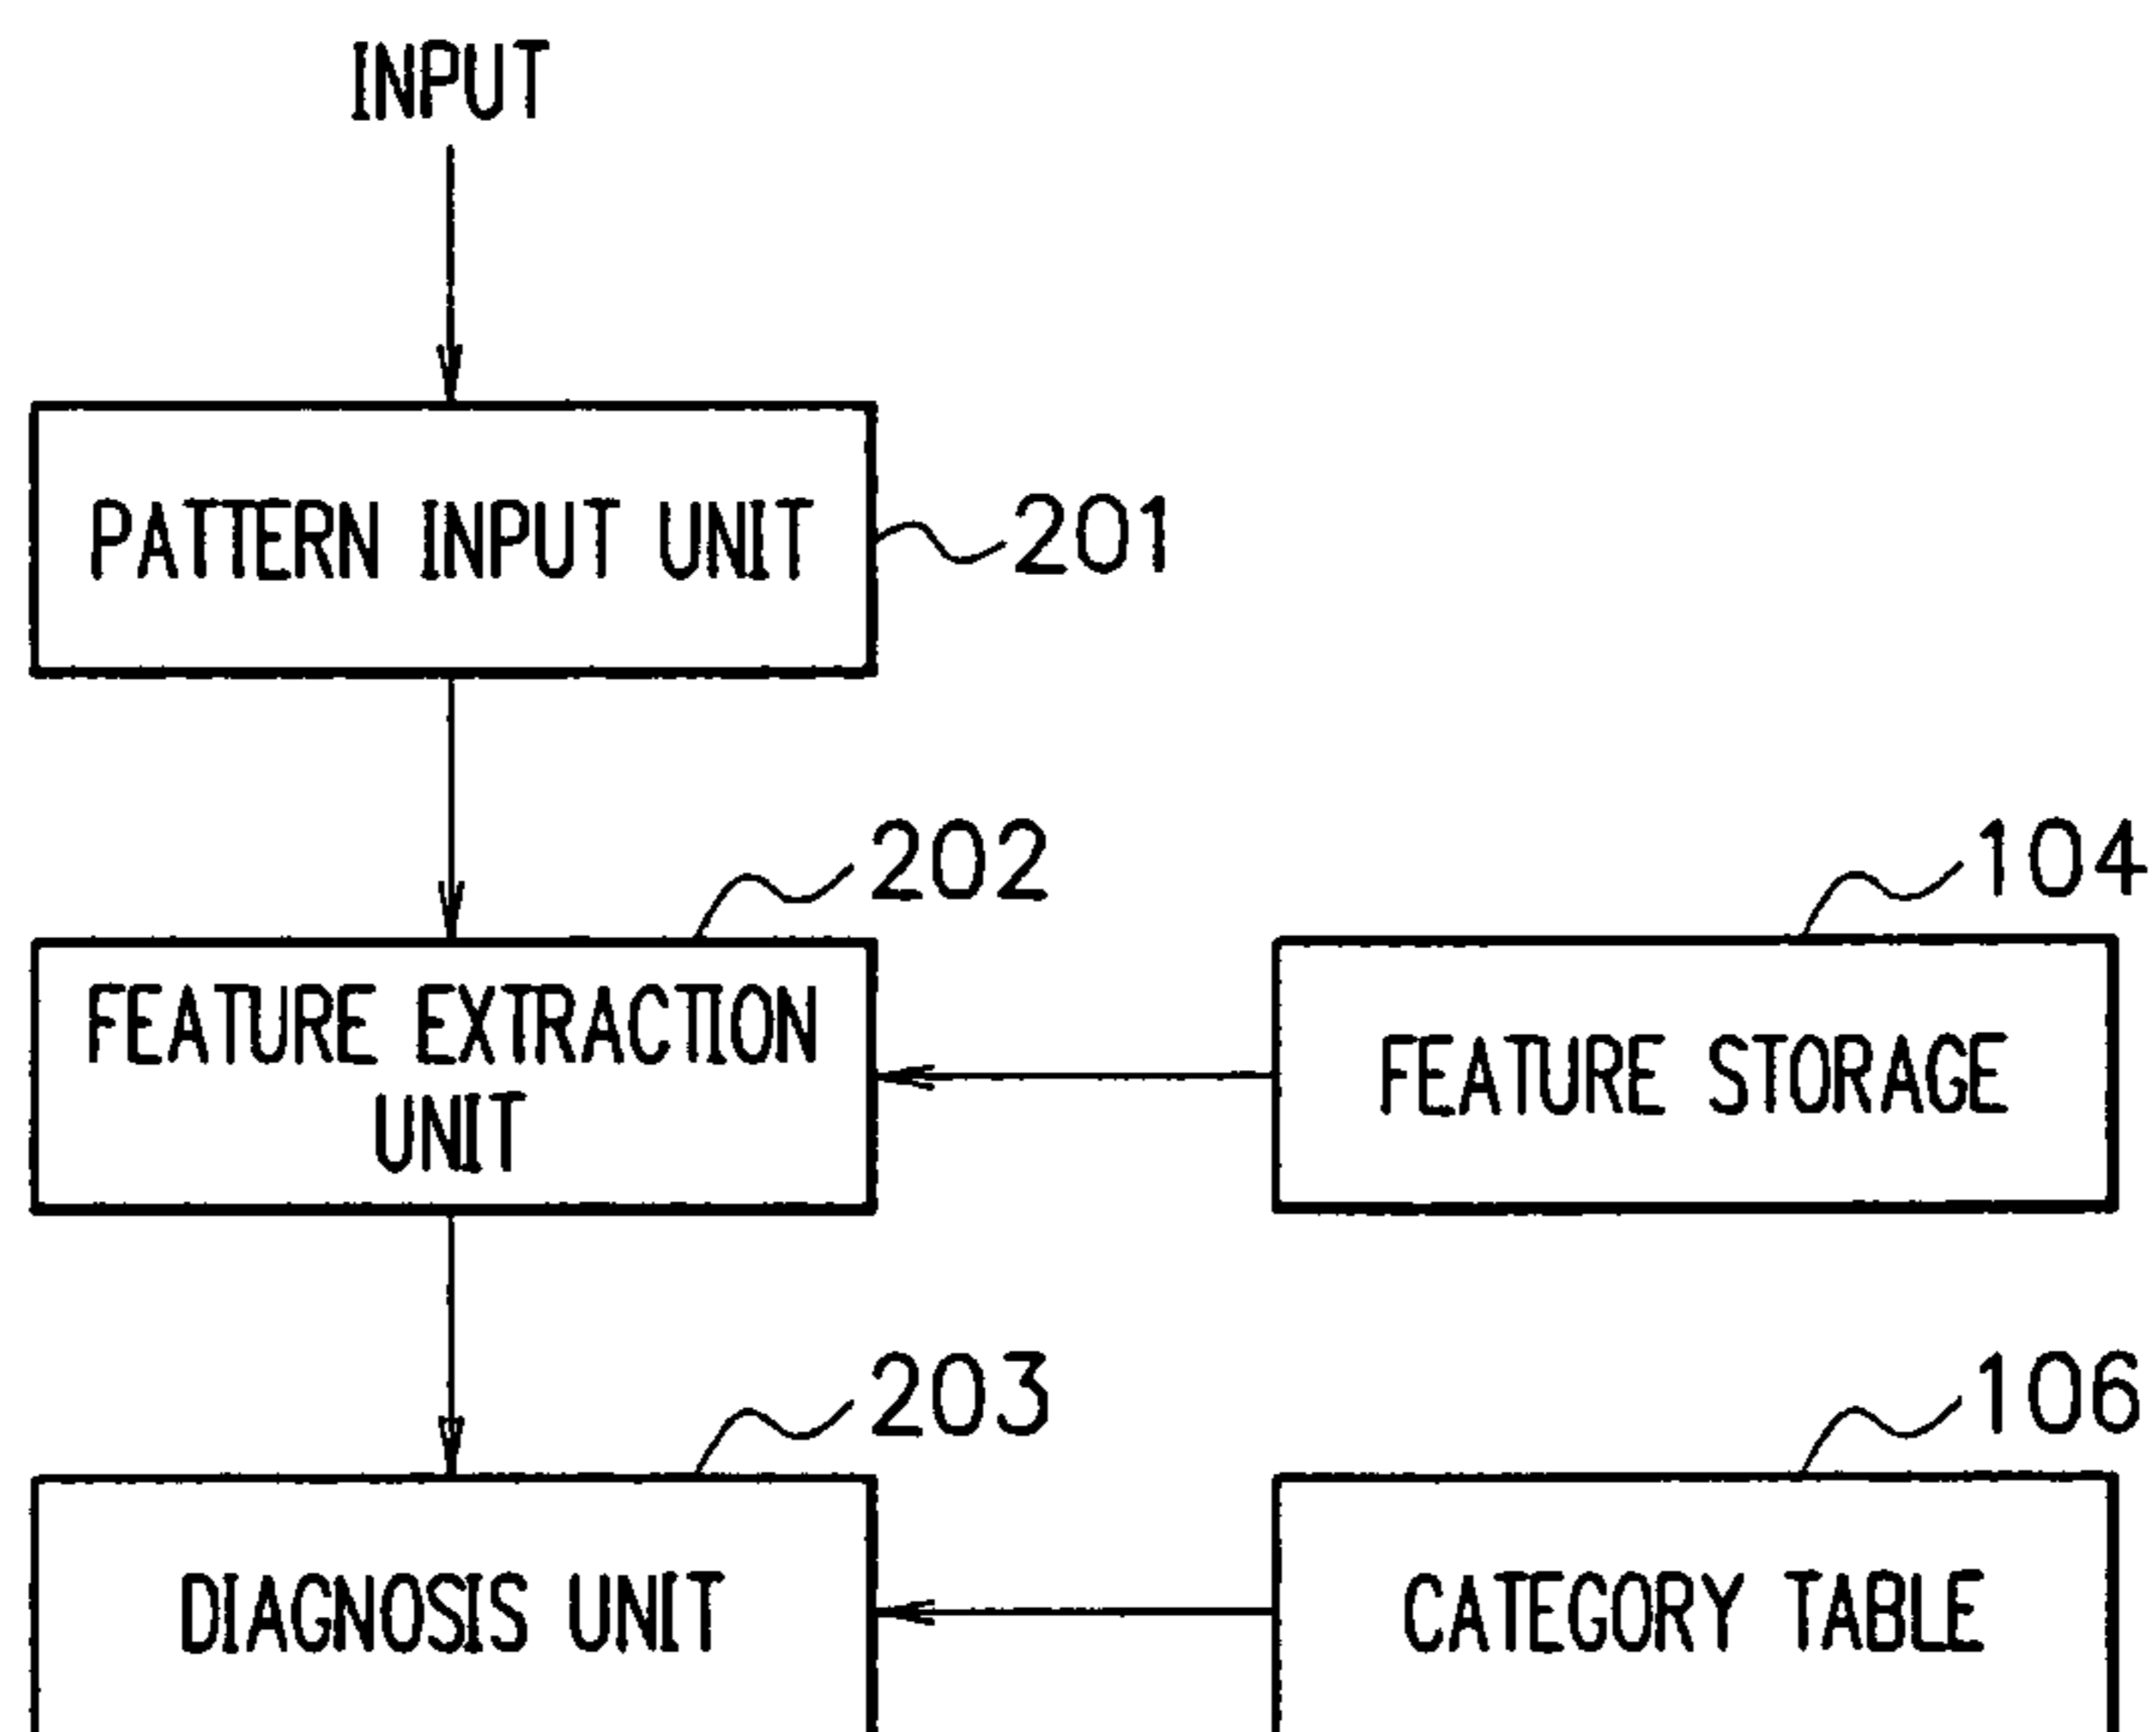 INPUT
PATTERN INPUT UNIT
201
202
104
FEATURE EXTRACTION
UNIT
FEATURE STORAGE
203
106
DIAGNOSIS UNIT
CATEGORY TABLE